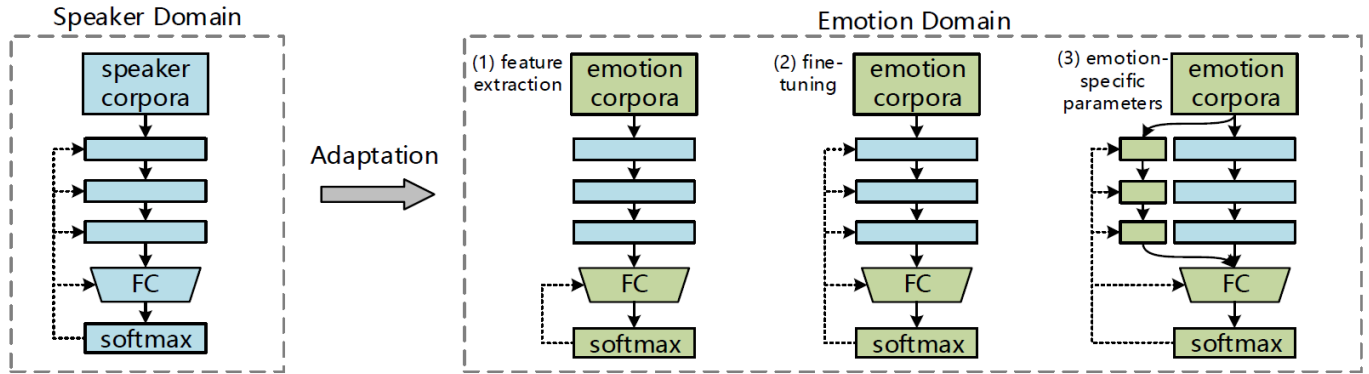 Speaker Domain
speaker
corpora
FC
softmax
Adaptation
Emotion Domain
(1) feature
extraction
emotion
corpora
FC
softmax
(2) fine-
tuning
emotion
corpora
FC
softmax
(3) emotion-
specific
parameters
emotion
corpora
FC
softmax